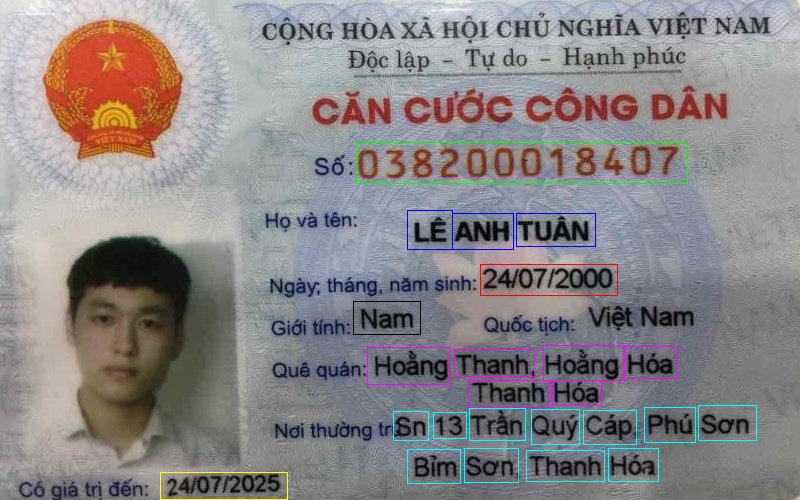 CỘNG HÒA XÃ HỘI CHỦ NGHĨA VIỆT NAM
Độc lập - Tự do - Hạnh phúc
CĂN CƯỚC CÔNG DÂN
VIỆT NAM
Số: 038200018407
Họ và tên: LÊ ANH TUẤN
Ngày, tháng, năm sinh: 24/07/2000
Giới tính: Nam Quốc tịch: Việt Nam
Quê quán: Hoằng Thanh, Hoằng Hóa
Thanh Hóa
Nơi thường trú: Sn 13 Trần Quý Cáp, Phú Sơn
Bỉm Sơn, Thanh Hóa
Có giá trị đến: 24/07/2025